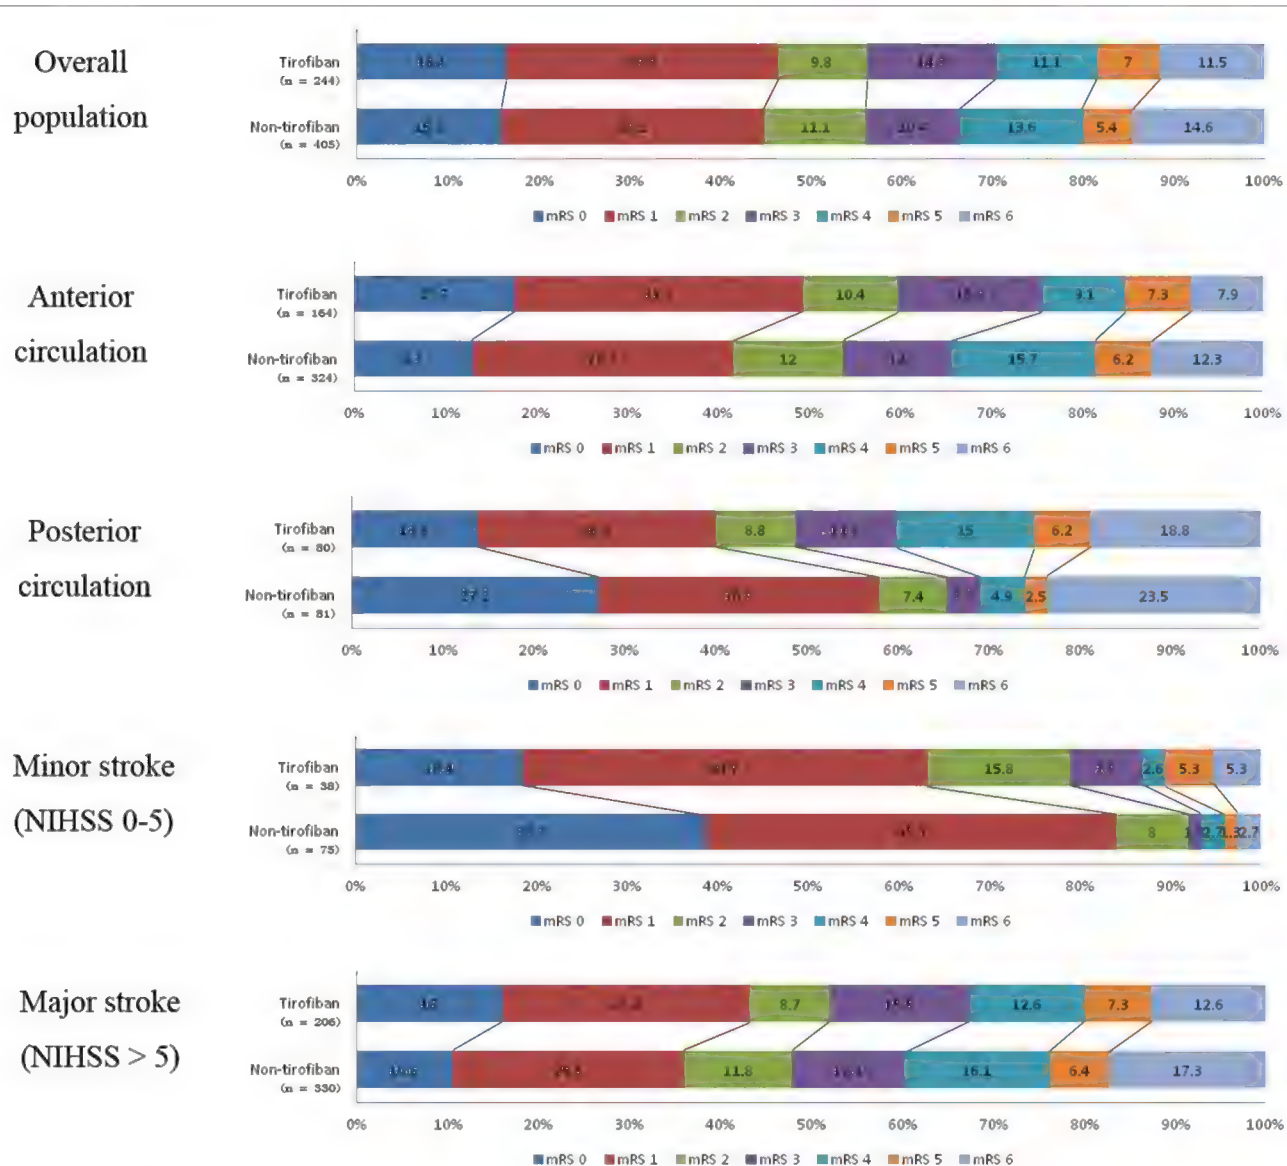 Overall
population
Tirofiban
(n = 244)
9.8
11.1
7
11.5
Non-tirofiban
(n = 405)
11.1
13.6
5.4
14.6
0% 10% 20% 30% 40% 50% 60% 70% 80% 90% 100%
mRS 0 mRS 1 mRS 2 mRS 3 mRS 4 mRS 5 mRS 6
Anterior
circulation
Tirofiban
(n = 164)
10.4
9.1
7.3
7.9
Non-tirofiban
(n = 324)
12
12
15.7
6.2
12.3
0% 10% 20% 30% 40% 50% 60% 70% 80% 90% 100%
mRS 0 mRS 1 mRS 2 mRS 3 mRS 4 mRS 5 mRS 6
Posterior
circulation
Tirofiban
(n = 80)
8.8
15
6.2
18.8
Non-tirofiban
(n = 81)
27.2
7.4
4.9
2.5
23.5
0% 10% 20% 30% 40% 50% 60% 70% 80% 90% 100%
mRS 0 mRS 1 mRS 2 mRS 3 mRS 4 mRS 5 mRS 6
Minor stroke
(NIHSS 0-5)
Tirofiban
(n = 38)
18.4
15.8
2.6
5.3
5.3
Non-tirofiban
(n = 75)
8
2.7
1.3
2.7
0% 10% 20% 30% 40% 50% 60% 70% 80% 90% 100%
mRS 0 mRS 1 mRS 2 mRS 3 mRS 4 mRS 5 mRS 6
Major stroke
(NIHSS > 5)
Tirofiban
(n = 206)
16
8.7
12.6
7.3
12.6
Non-tirofiban
(n = 330)
11.8
16.1
6.4
17.3
0% 10% 20% 30% 40% 50% 60% 70% 80% 90% 100%
mRS 0 mRS 1 mRS 2 mRS 3 mRS 4 mRS 5 mRS 6